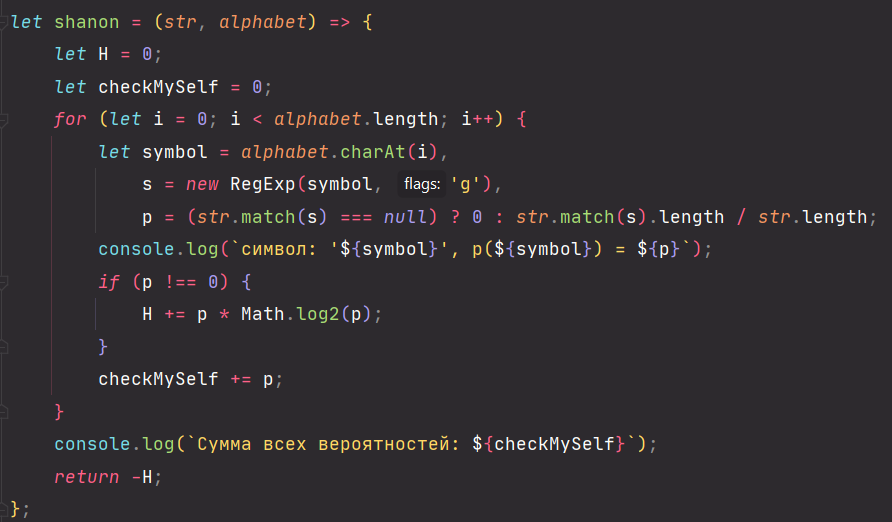 let shanon = (str, alphabet) => {
    let H = 0;
    let checkMySelf = 0;
    for (let i = 0; i < alphabet.length; i++) {
        let symbol = alphabet.charAt(i),
            s = new RegExp(symbol, flags: 'g'),
            p = (str.match(s) === null) ? 0 : str.match(s).length / str.length;
        console.log(`символ: '${symbol}', p(${symbol}) = ${p}`);
        if (p !== 0) {
            H += p * Math.log2(p);
        }
        checkMySelf += p;
    }
    console.log(`Сумма всех вероятностей: ${checkMySelf}`);
    return -H;
};